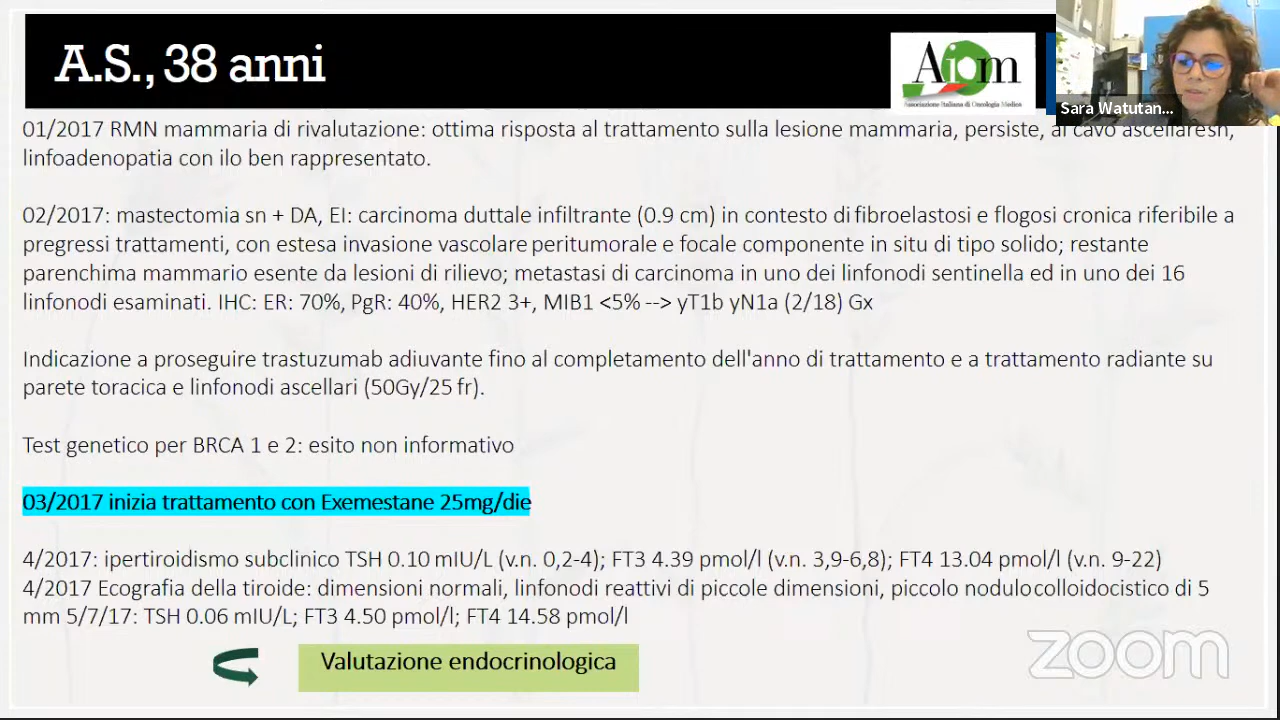 A.S., 38 anni
Aiom
Associazione Italiana di Oncologia Medica
Sara Watutan...
01/2017 RMN mammaria di rivalutazione: ottima risposta al trattamento sulla lesione mammaria, persiste, al cavo ascellare sn,
linfoadenopatia con ilo ben rappresentato.
02/2017: mastectomia sn + DA, EI: carcinoma duttale infiltrante (0.9 cm) in contesto di fibroelastosi e flogosi cronica riferibile a
pregressi trattamenti, con estesa invasione vascolare peritumorale e focale componente in situ di tipo solido; restante
parenchima mammario esente da lesioni di rilievo; metastasi di carcinoma in uno dei linfonodi sentinella ed in uno dei 16
linfonodi esaminati. IHC: ER: 70%, PgR: 40%, HER2 3+, MIB1 <5% --> yT1b yN1a (2/18) Gx
Indicazione a proseguire trastuzumab adiuvante fino al completamento dell'anno di trattamento e a trattamento radiante su
parete toracica e linfonodi ascellari (50Gy/25 fr).
Test genetico per BRCA 1 e 2: esito non informativo
03/2017 inizia trattamento con Exemestane 25mg/die
4/2017: ipertiroidismo subclinico TSH 0.10 mIU/L (v.n. 0,2-4); FT3 4.39 pmol/l (v.n. 3,9-6,8); FT4 13.04 pmol/l (v.n. 9-22)
4/2017 Ecografia della tiroide: dimensioni normali, linfonodi reattivi di piccole dimensioni, piccolo nodulo colloidocistico di 5
mm 5/7/17: TSH 0.06 mIU/L; FT3 4.50 pmol/l; FT4 14.58 pmol/l
Valutazione endocrinologica
zoom